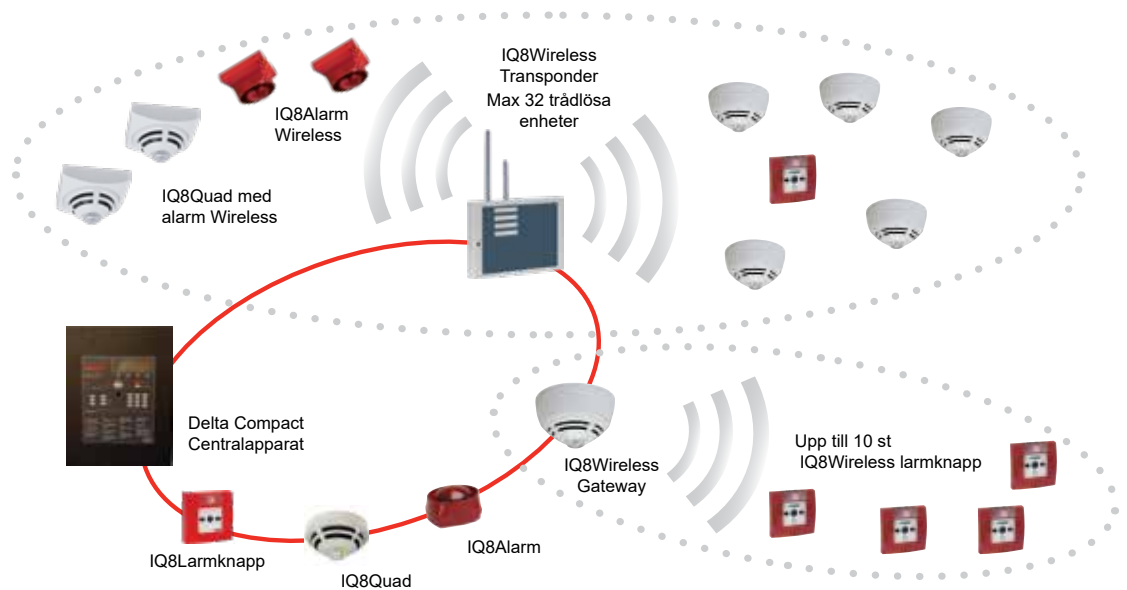 IQ8Wireless
Transponder
Max 32 trådlösa
enheter
IQ8Alarm
Wireless
IQ8Quad med
alarm Wireless
Delta Compact
Centralapparat
IQ8Wireless
Gateway
Upp till 10 st
IQ8Wireless larmknapp
IQ8Larmknapp
IQ8Quad
IQ8Alarm